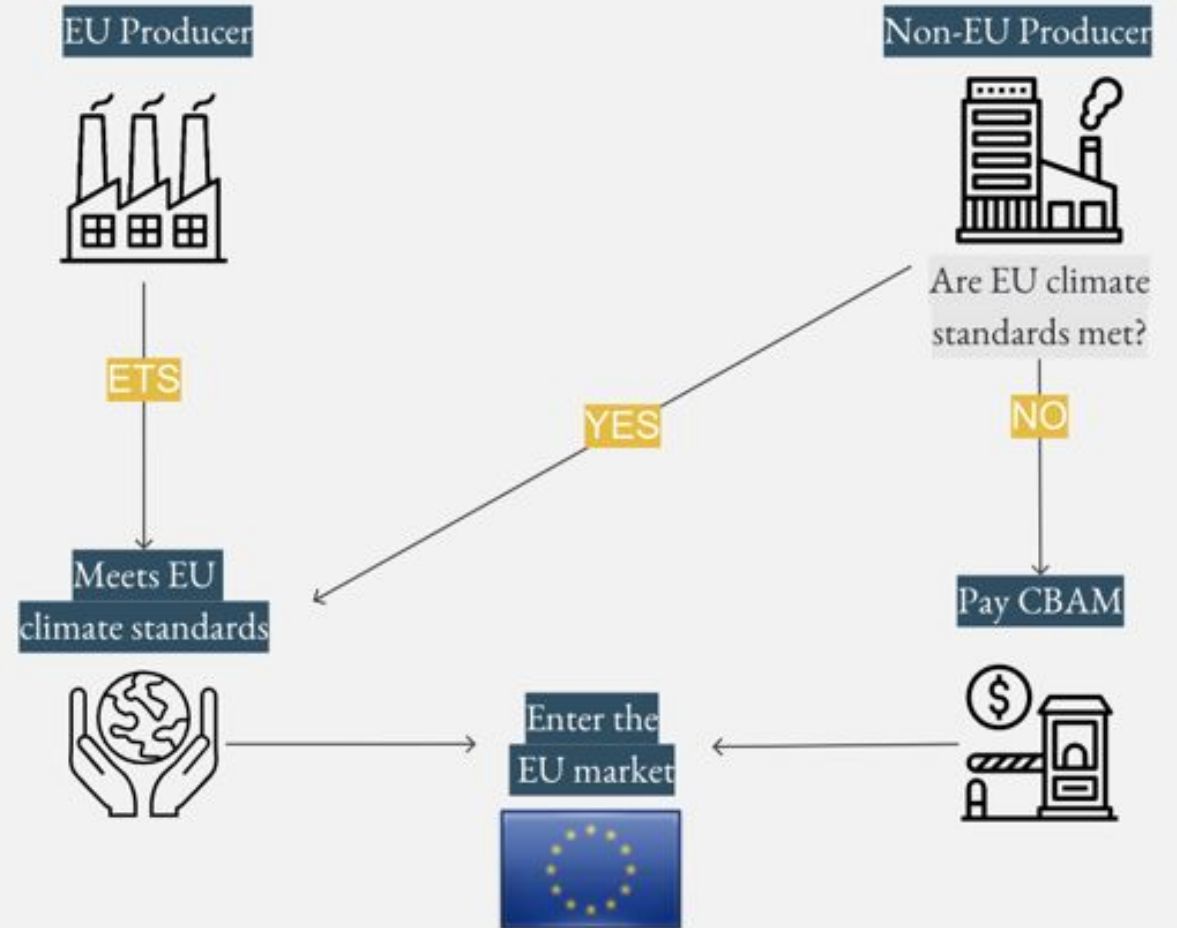 EU Producer
Non-EU Producer
Are EU climate
standards met?
ETS
YES
NO
Meets EU
climate standards
Pay CBAM
$
Enter the
EU market